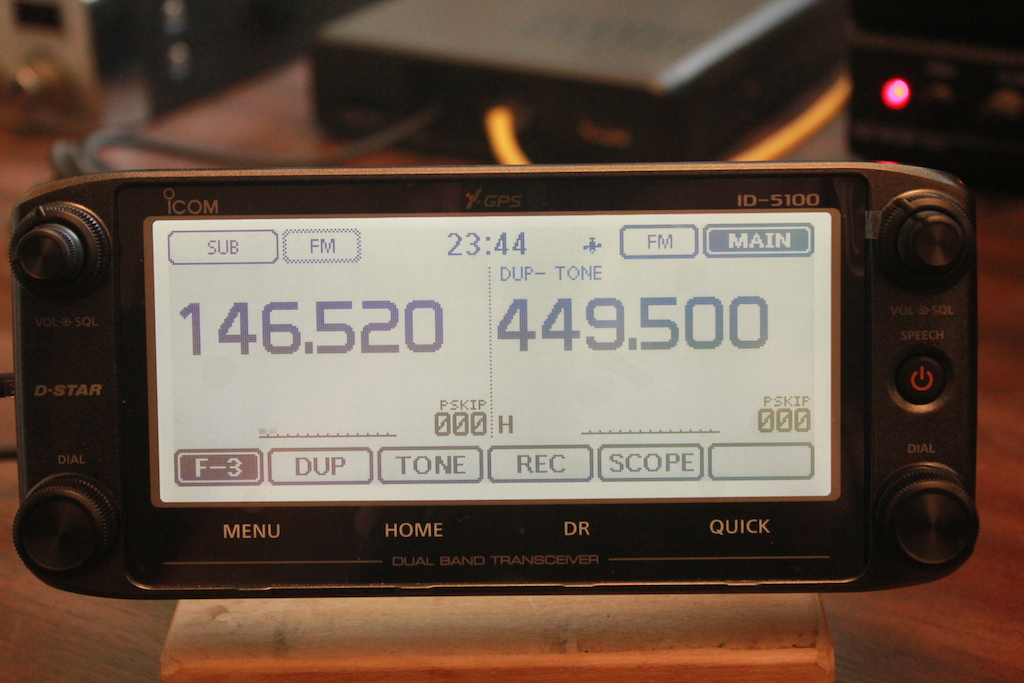 ICOM GPS ID-5100
SUB FM 23:44 FM MAIN
DUP- TONE
146.520 449.500
VOL SQL VOL SQL
SPEECH
D-STAR
PSKIP PSKIP
000 H 000
DIAL DIAL
F-3 DUP TONE REC SCOPE
MENU HOME DR QUICK
DUAL BAND TRANSCEIVER